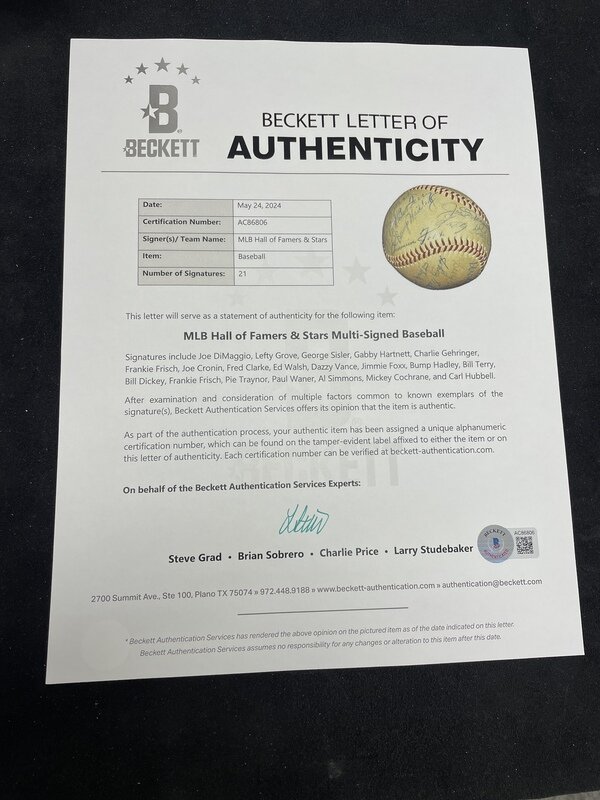 B
BECKETT
BECKETT LETTER OF
AUTHENTICITY
Date: May 24, 2024
Certification Number: AC86806
Signer(s)/ Team Name: MLB Hall of Famers & Stars
Item: Baseball
Number of Signatures: 21
This letter will serve as a statement of authenticity for the following item:
MLB Hall of Famers & Stars Multi-Signed Baseball
Signatures include Joe DiMaggio, Lefty Grove, George Sisler, Gabby Hartnett, Charlie Gehringer,
Frankie Frisch, Joe Cronin, Fred Clarke, Ed Walsh, Dazzy Vance, Jimmie Foxx, Bump Hadley, Bill Terry,
Bill Dickey, Frankie Frisch, Pie Traynor, Paul Waner, Al Simmons, Mickey Cochrane, and Carl Hubbell.
After examination and consideration of multiple factors common to known exemplars of the
signature(s), Beckett Authentication Services offers its opinion that the item is authentic.
As part of the authentication process, your authentic item has been assigned a unique alphanumeric
certification number, which can be found on the tamper-evident label affixed to either the item or on
this letter of authenticity. Each certification number can be verified at beckett-authentication.com.
On behalf of the Beckett Authentication Services Experts:
Steve Grad • Brian Sobrero • Charlie Price • Larry Studebaker
BECKETT
AC86806
2700 Summit Ave., Ste 100, Plano TX 75074 » 972.448.9188 » www.beckett-authentication.com » authentication@beckett.com
* Beckett Authentication Services has rendered the above opinion on the pictured item as of the date indicated on this letter.
Beckett Authentication Services assumes no responsibility for any changes or alteration to this item after this date.